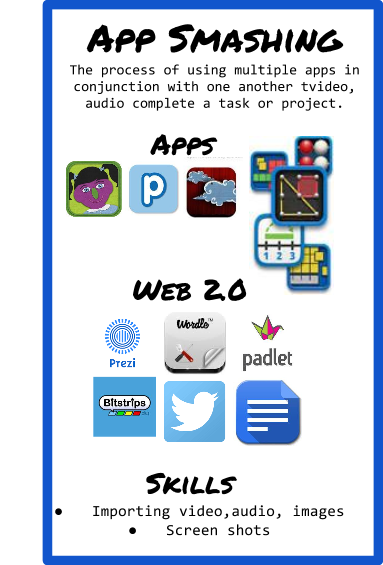 App Smashing
The process of using multiple apps in
conjunction with one another tvideo,
audio complete a task or project.
Apps
p
1 2 3
Web 2.0
Wordle™
Prezi
padlet
Bitstrips
Skills
● Importing video,audio, images
● Screen shots